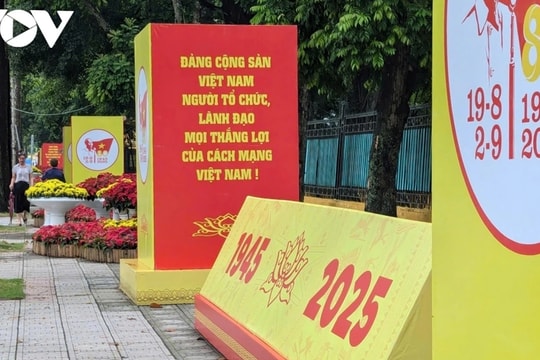 VOV
ĐẢNG CỘNG SẢN
VIỆT NAM
NGƯỜI TỔ CHỨC,
LÃNH ĐẠO
MỌI THẮNG LỢI
CỦA CÁCH MẠNG
VIỆT NAM !
1945
2025
8
19-8
2-9